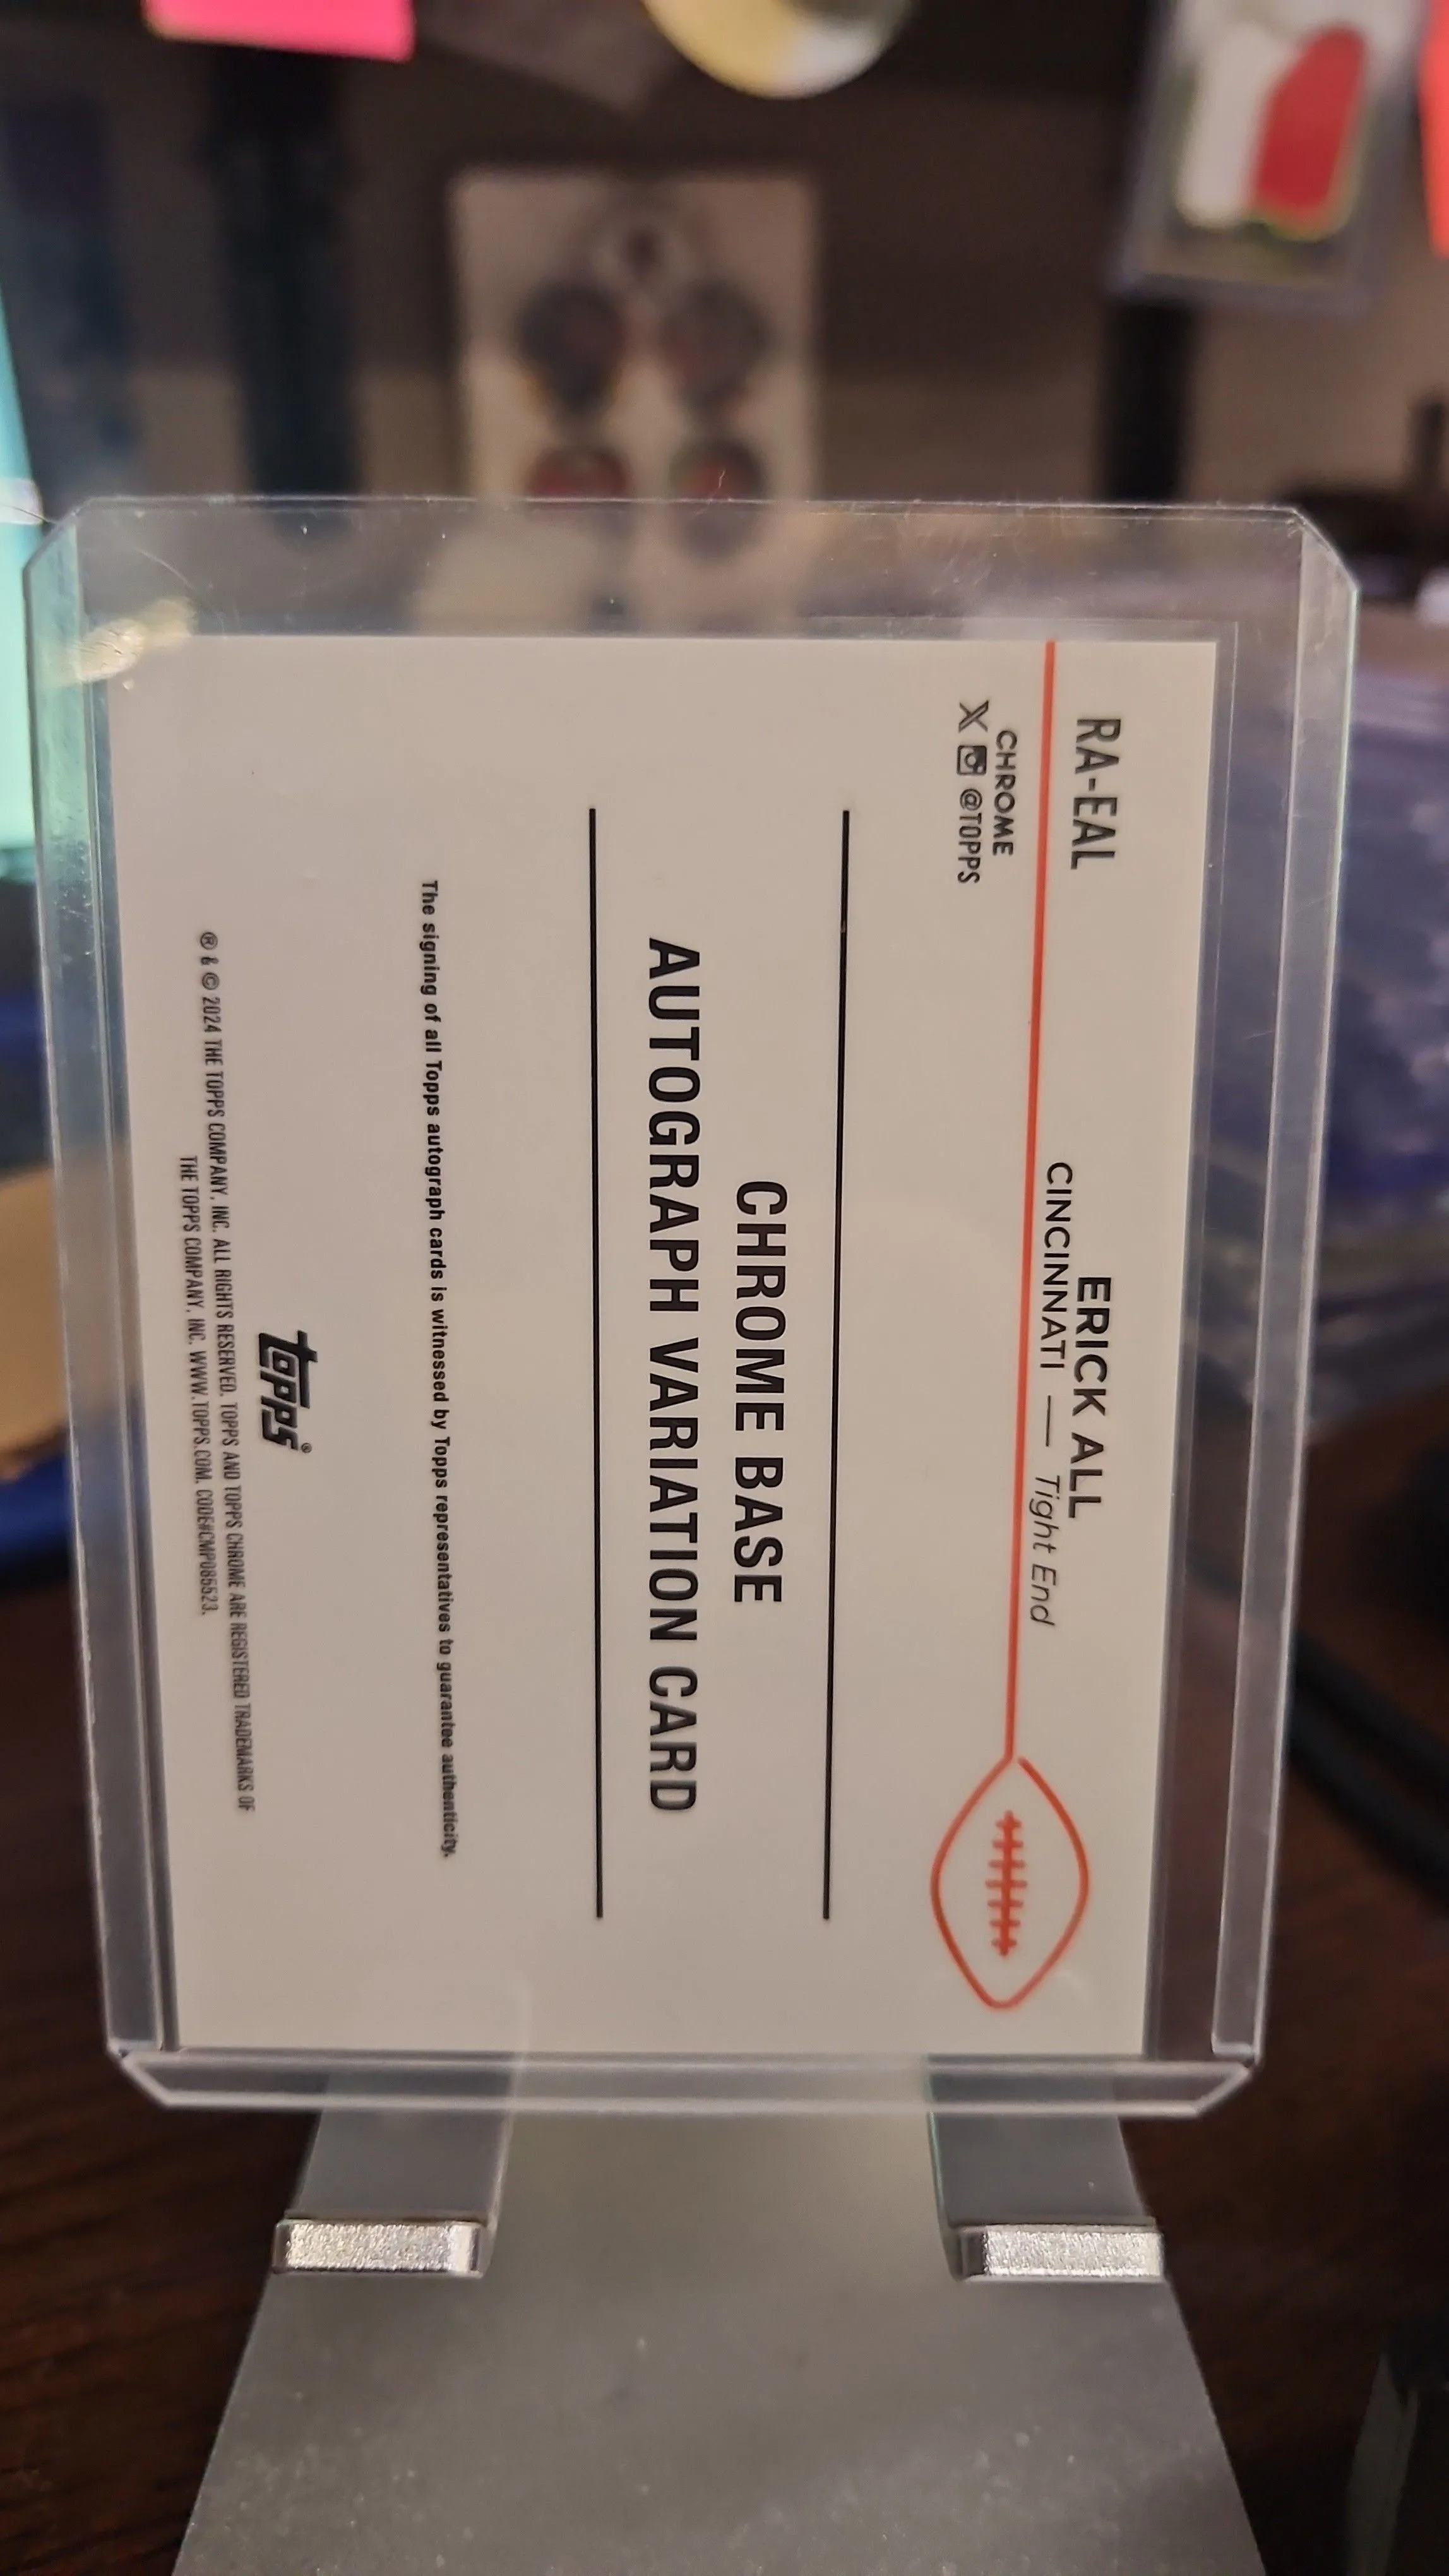 RA-EAL
ERICK ALL
CINCINNATI — Tight End
CHROME
X @TOPPS
CHROME BASE
AUTOGRAPH VARIATION CARD
The signing of all Topps autograph cards is witnessed by Topps representatives to guarantee authenticity.
topps®
® & © 2024 THE TOPPS COMPANY, INC. ALL RIGHTS RESERVED. TOPPS AND TOPPS CHROME ARE REGISTERED TRADEMARKS OF
THE TOPPS COMPANY, INC. WWW.TOPPS.COM. CODE#CMP085523.